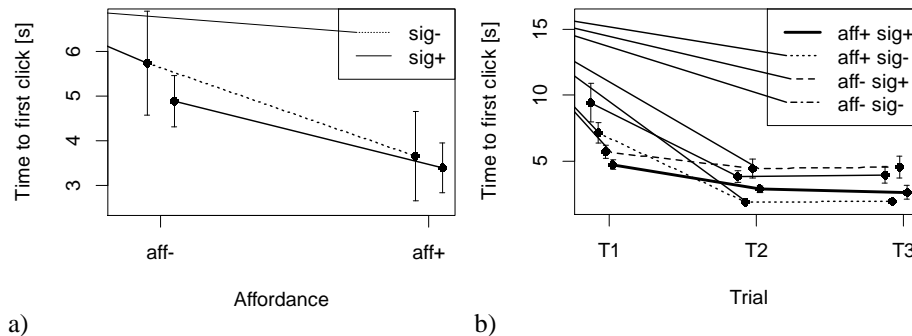 Time to first click [s]
6
5
4
3
aff-
aff+
Affordance
sig-
sig+
a)
Time to first click [s]
15
10
5
T1
T2
T3
Trial
aff+ sig+
aff+ sig-
aff- sig+
aff- sig-
b)